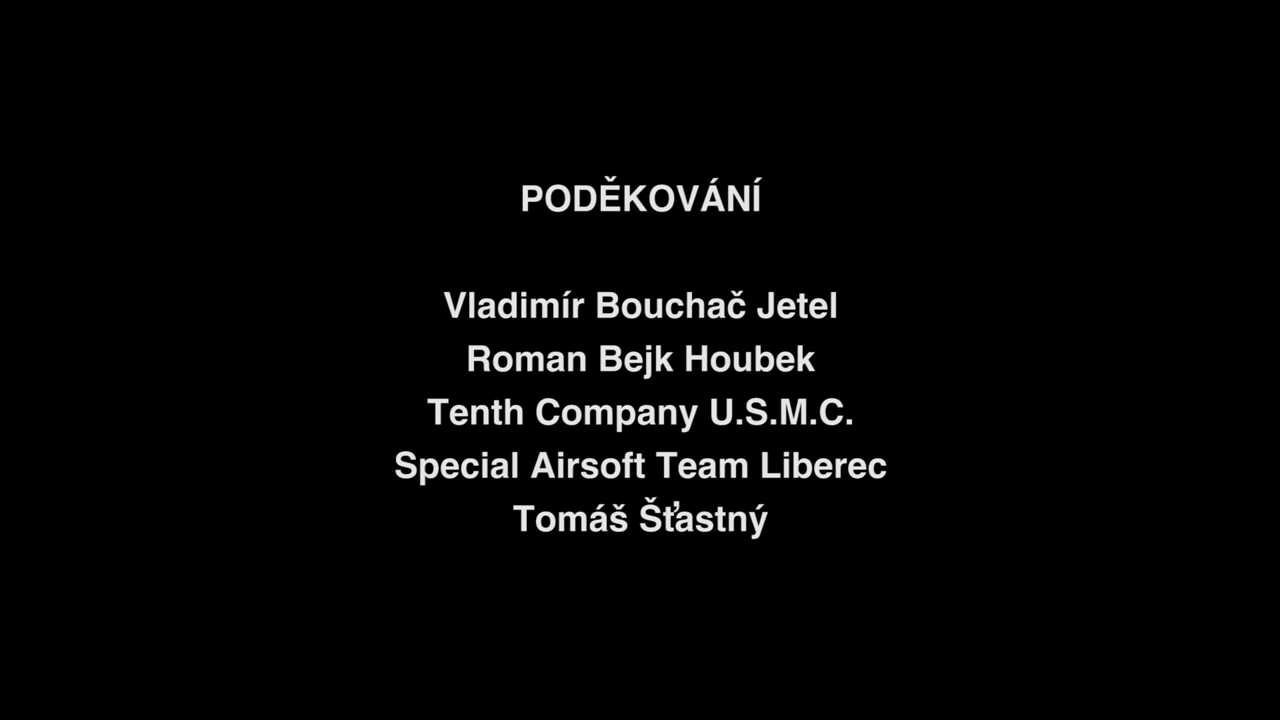 PODĚKOVÁNÍ
Vladimír Bouchač Jetel
Roman Bejk Houbek
Tenth Company U.S.M.C.
Special Airsoft Team Liberec
Tomáš Šťastný